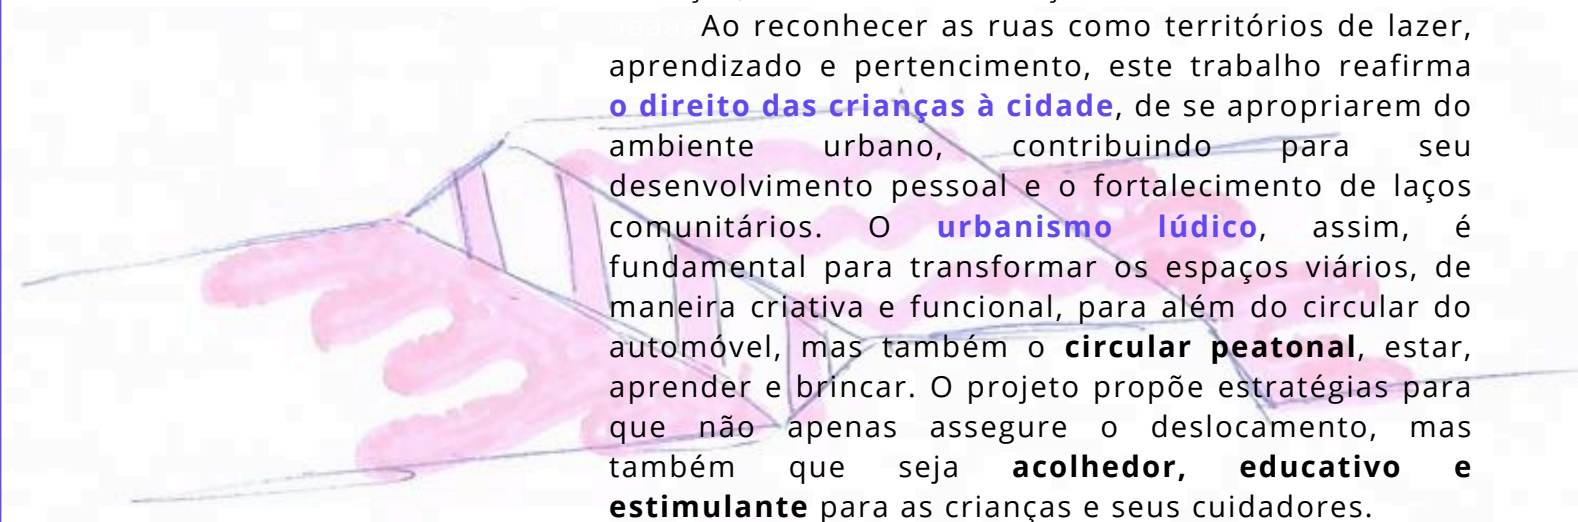 Ao reconhecer as ruas como territórios de lazer,
aprendizado e pertencimento, este trabalho reafirma
o direito das crianças à cidade, de se apropriarem do
ambiente urbano, contribuindo para seu
desenvolvimento pessoal e o fortalecimento de laços
comunitários. O urbanismo lúdico, assim, é
fundamental para transformar os espaços viários, de
maneira criativa e funcional, para além do circular do
automóvel, mas também o circular peatonal, estar,
aprender e brincar. O projeto propõe estratégias para
que não apenas assegure o deslocamento, mas
também que seja acolhedor, educativo e
estimulante para as crianças e seus cuidadores.